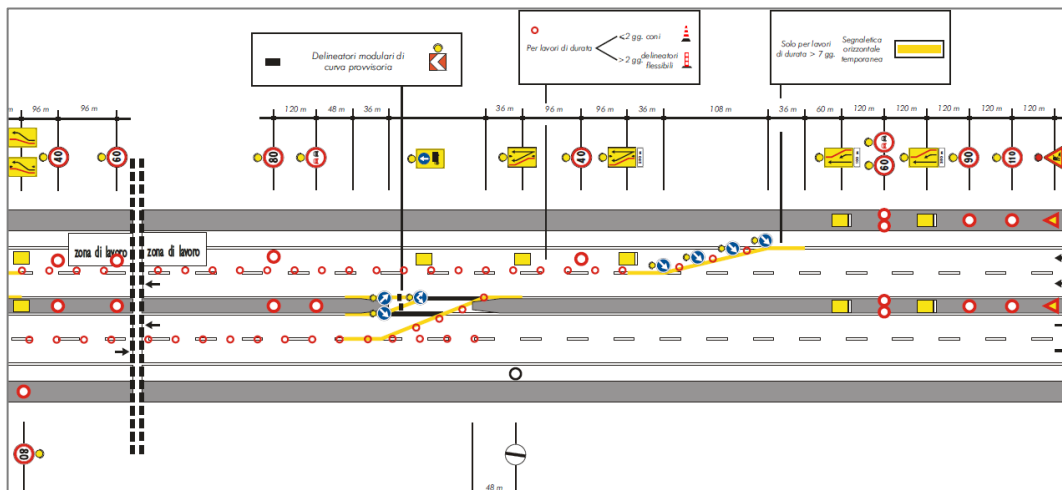 Delineatori modulari di
curva provvisoria
Per lavori di durata
≤2 gg. coni
>2 gg. delineatori
flessibili
Solo per lavori
di durata > 7 gg.
Segnaletica
orizzontale
temporanea
m 96 m 96 m 120 m 48 m 36 m 36 m 96 m 96 m 36 m 108 m 36 m 60 m 120 m 120 m 120 m 120 m
40 60 80 40 60 90 110
zona di lavoro zona di lavoro
80
48 m